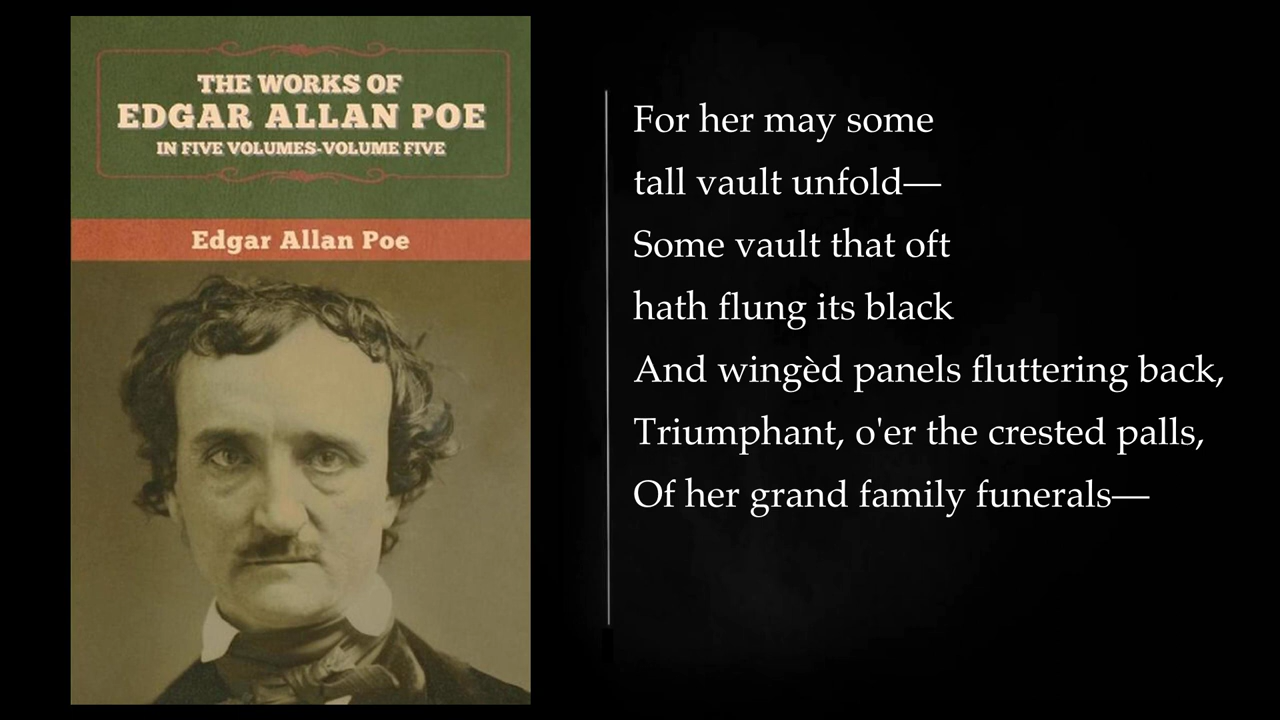 THE WORKS OF
EDGAR ALLAN POE
IN FIVE VOLUMES-VOLUME FIVE
Edgar Allan Poe
For her may some
tall vault unfold—
Some vault that oft
hath flung its black
And wingèd panels fluttering back,
Triumphant, o'er the crested palls,
Of her grand family funerals—